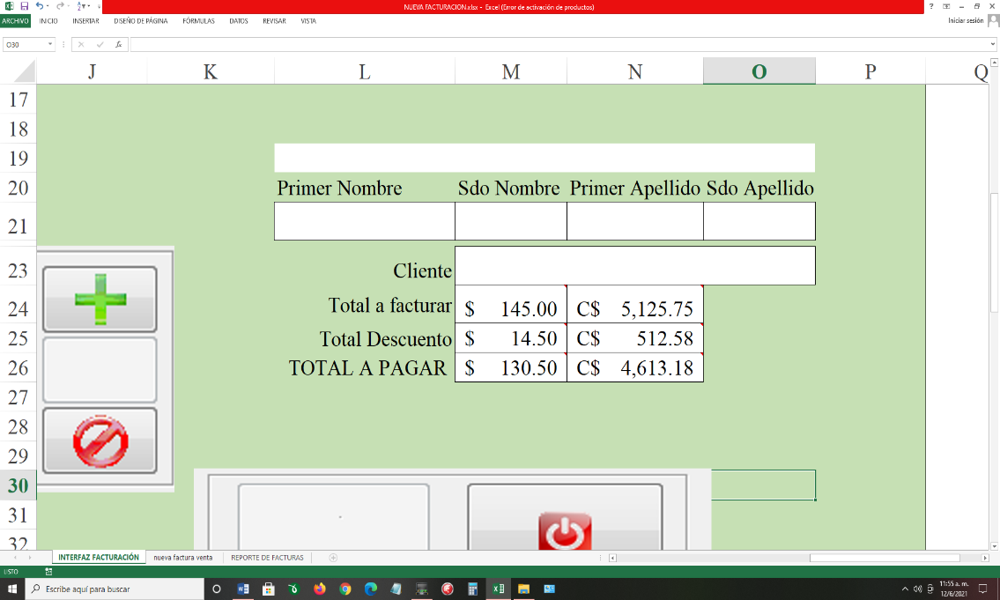 NUEVA FACTURACION.xlsx - Excel (Error de activación de productos)
ARCHIVO INICIO INSERTAR DISEÑO DE PÁGINA FÓRMULAS DATOS REVISAR VISTA Iniciar sesión
O30 fx
J K L M N O P Q
17
18
19
20 Primer Nombre Sdo Nombre Primer Apellido Sdo Apellido
21
23 Cliente
24 Total a facturar $ 145.00 C$ 5,125.75
25 Total Descuento $ 14.50 C$ 512.58
26 TOTAL A PAGAR $ 130.50 C$ 4,613.18
27
28
29
30
31
32
INTERFAZ FACTURACIÓN nueva factura venta REPORTE DE FACTURAS
LISTO
Escribe aquí para buscar 11:55 a. m.
12/6/2021